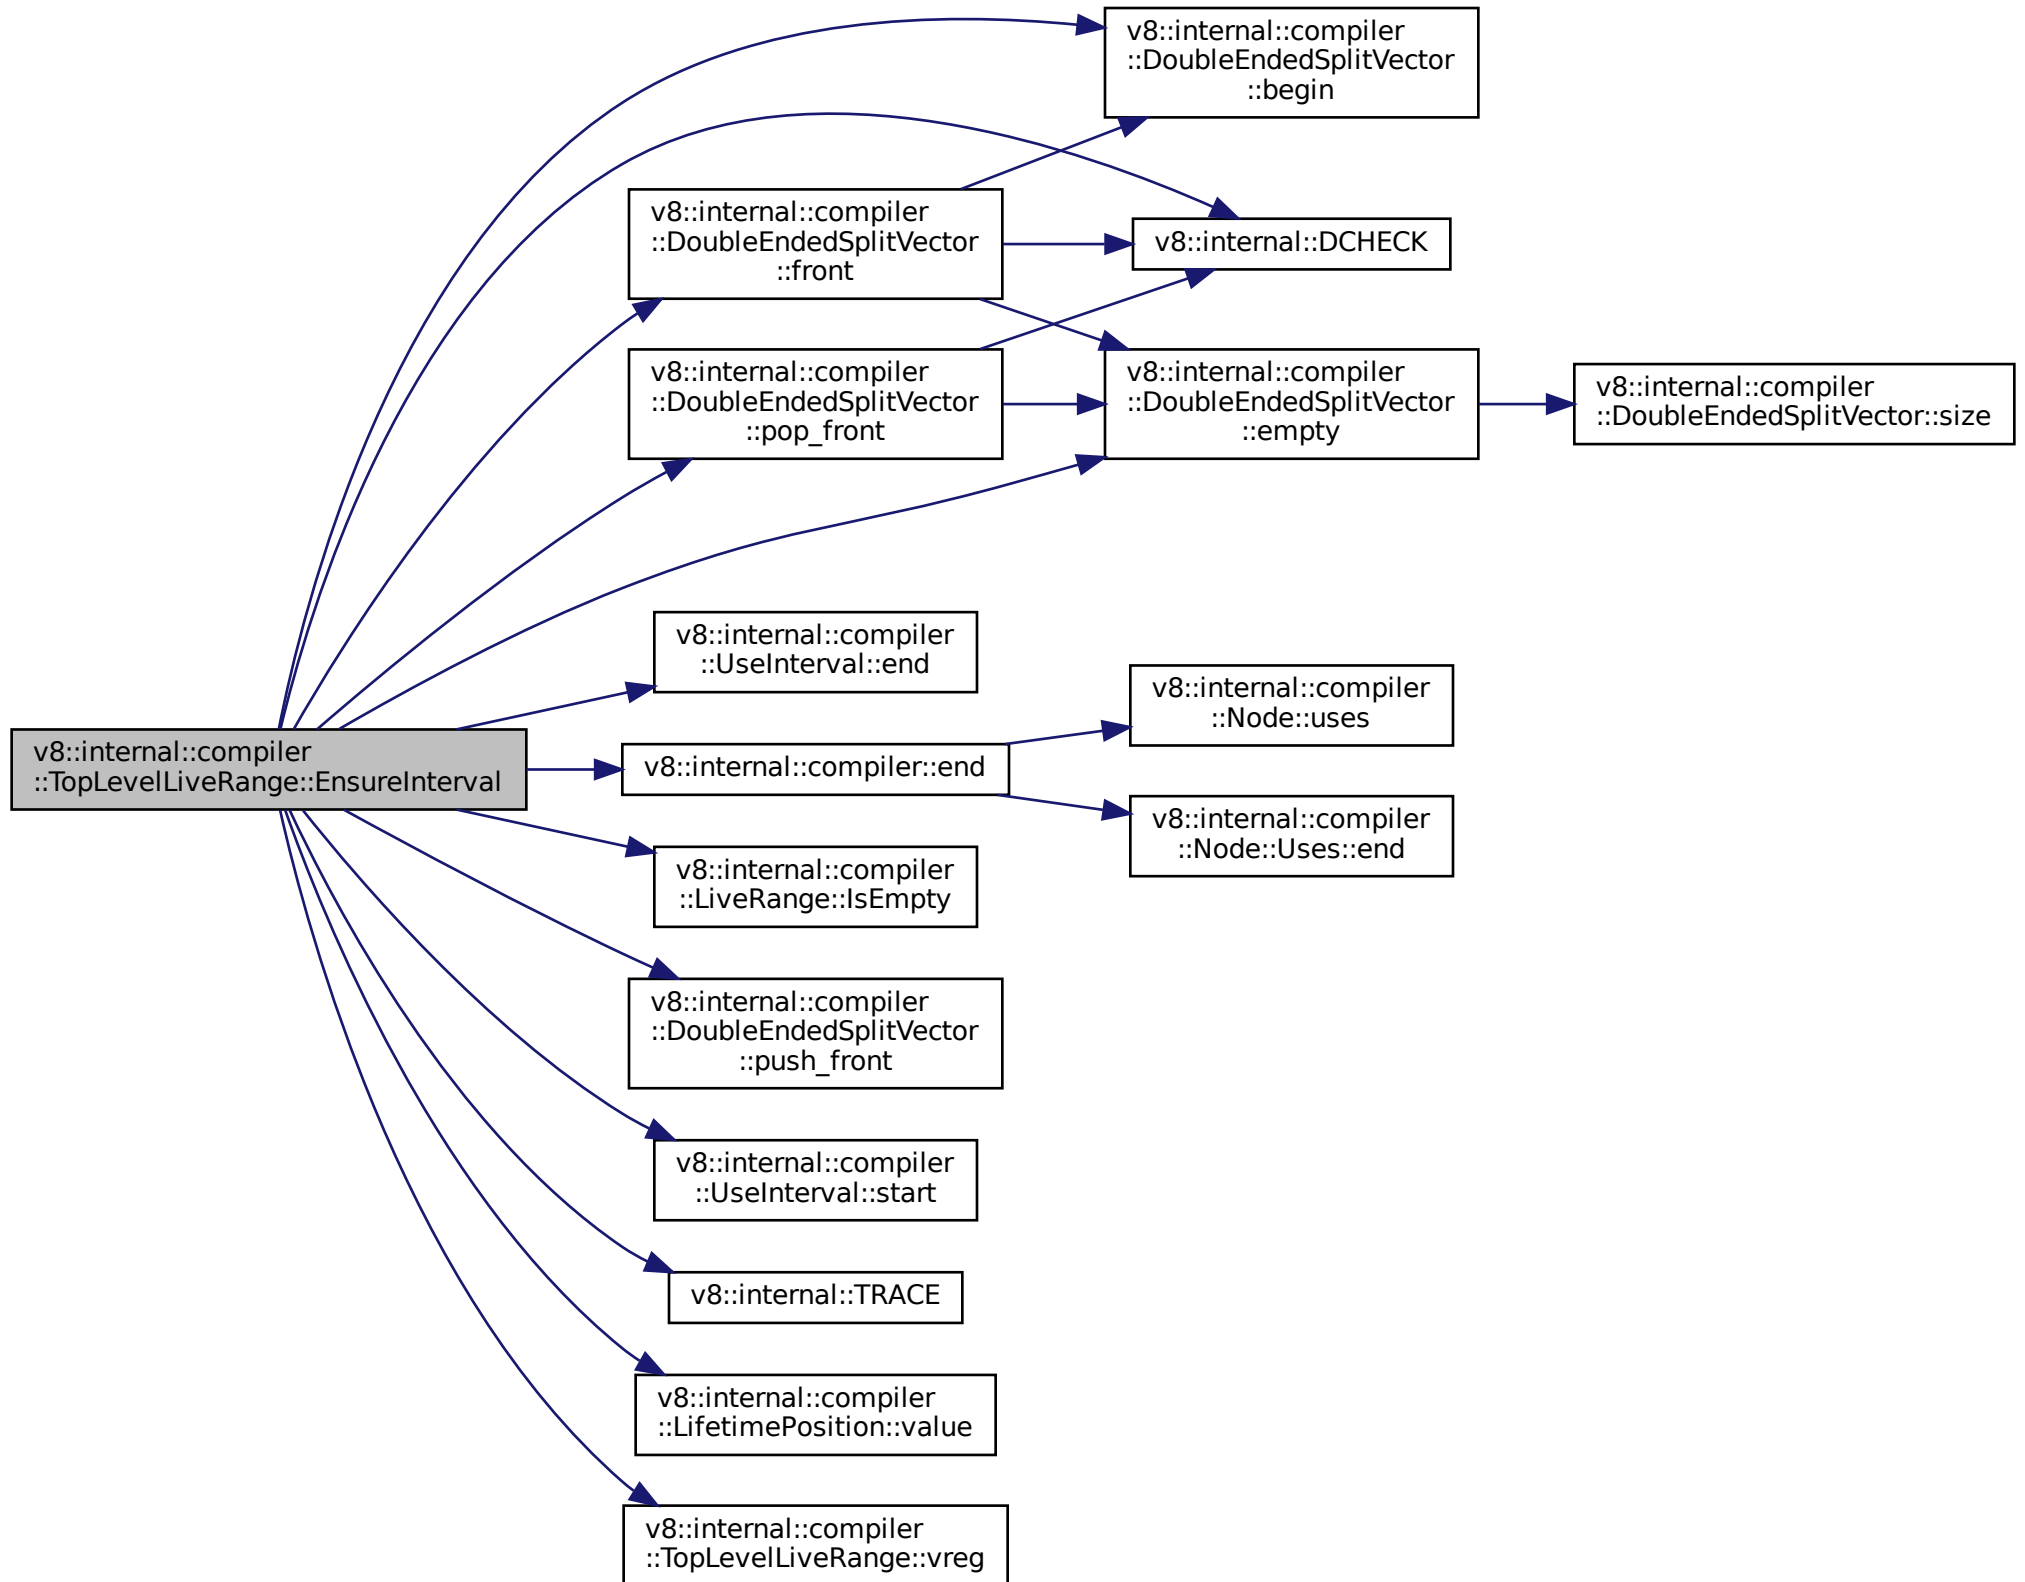 v8::internal::compiler
::DoubleEndedSplitVector
::begin
v8::internal::compiler
::DoubleEndedSplitVector
::front
v8::internal::DCHECK
v8::internal::compiler
::DoubleEndedSplitVector
::pop_front
v8::internal::compiler
::DoubleEndedSplitVector
::empty
v8::internal::compiler
::DoubleEndedSplitVector::size
v8::internal::compiler
::UseInterval::end
v8::internal::compiler
::Node::uses
v8::internal::compiler
::TopLevelLiveRange::EnsureInterval
v8::internal::compiler::end
v8::internal::compiler
::Node::Uses::end
v8::internal::compiler
::LiveRange::IsEmpty
v8::internal::compiler
::DoubleEndedSplitVector
::push_front
v8::internal::compiler
::UseInterval::start
v8::internal::TRACE
v8::internal::compiler
::LifetimePosition::value
v8::internal::compiler
::TopLevelLiveRange::vreg